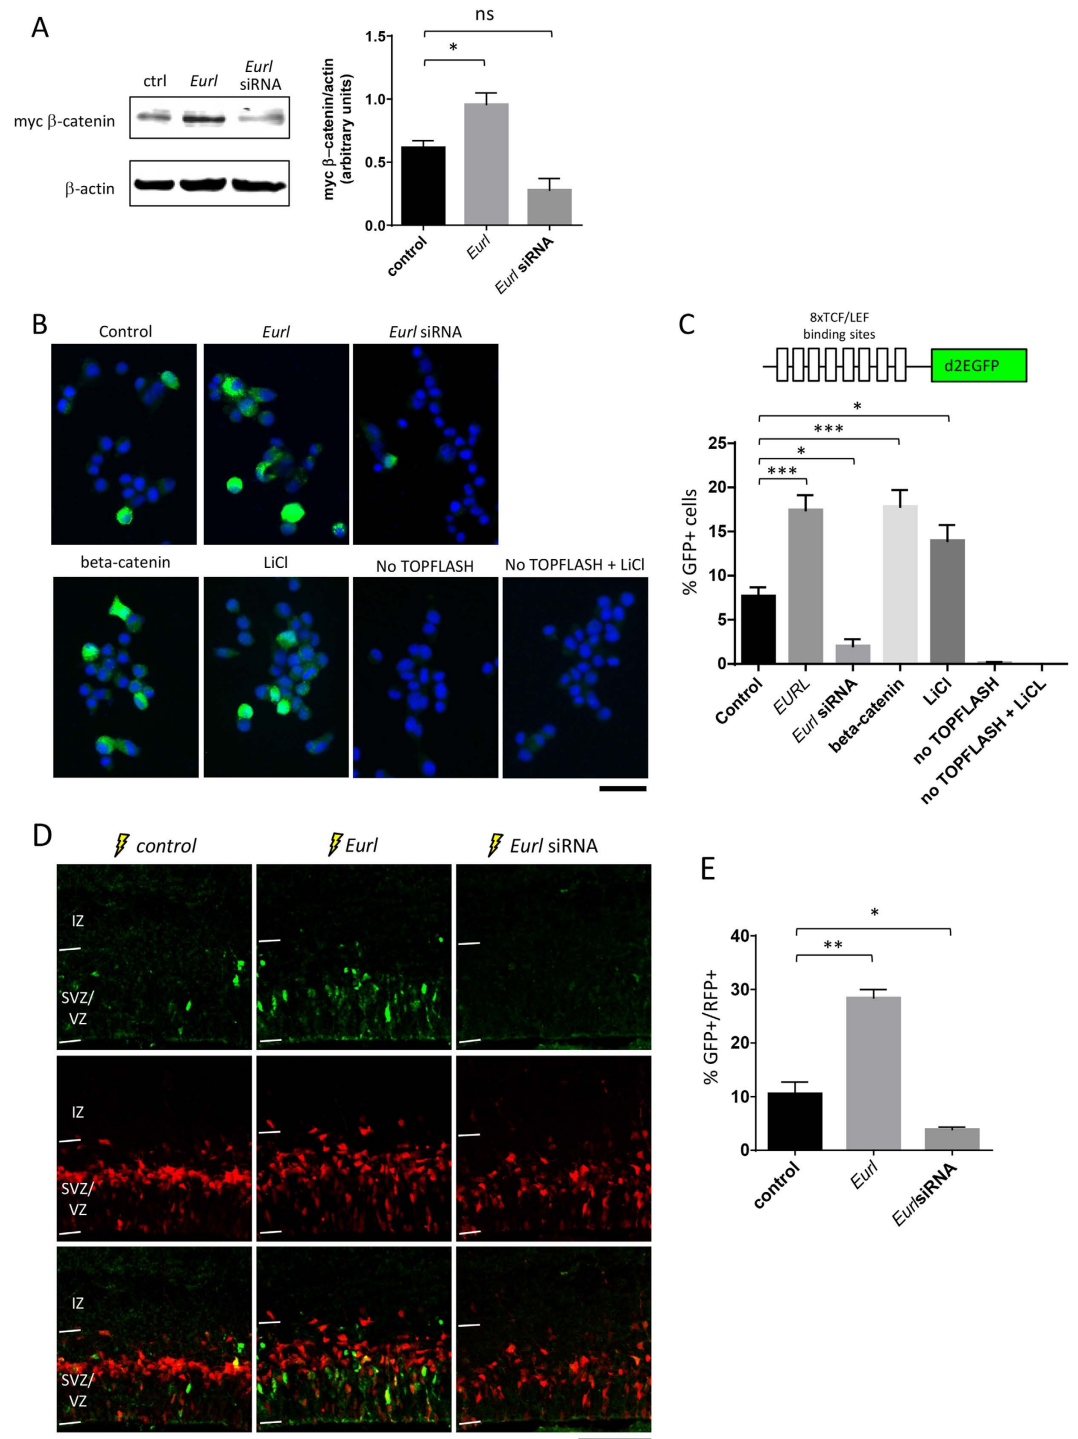 A
ctrl
Eurl
Eurl
siRNA
myc β-catenin
β-actin
ns
*
myc β-catenin/actin
(arbitrary units)
1.5
1.0
0.5
0.0
control
Eurl
Eurl siRNA
B
Control
Eurl
Eurl siRNA
beta-catenin
LiCl
No TOPFLASH
No TOPFLASH + LiCl
C
8xTCF/LEF
binding sites
d2EGFP
*
***
*
***
% GFP+ cells
25
20
15
10
5
0
Control
EURL
Eurl siRNA
beta-catenin
LiCl
no TOPFLASH
no TOPFLASH + LiCL
D
control
Eurl
Eurl siRNA
IZ
SVZ/
VZ
IZ
SVZ/
VZ
IZ
SVZ/
VZ
E
*
**
% GFP+/RFP+
40
30
20
10
0
control
Eurl
EurlsiRNA